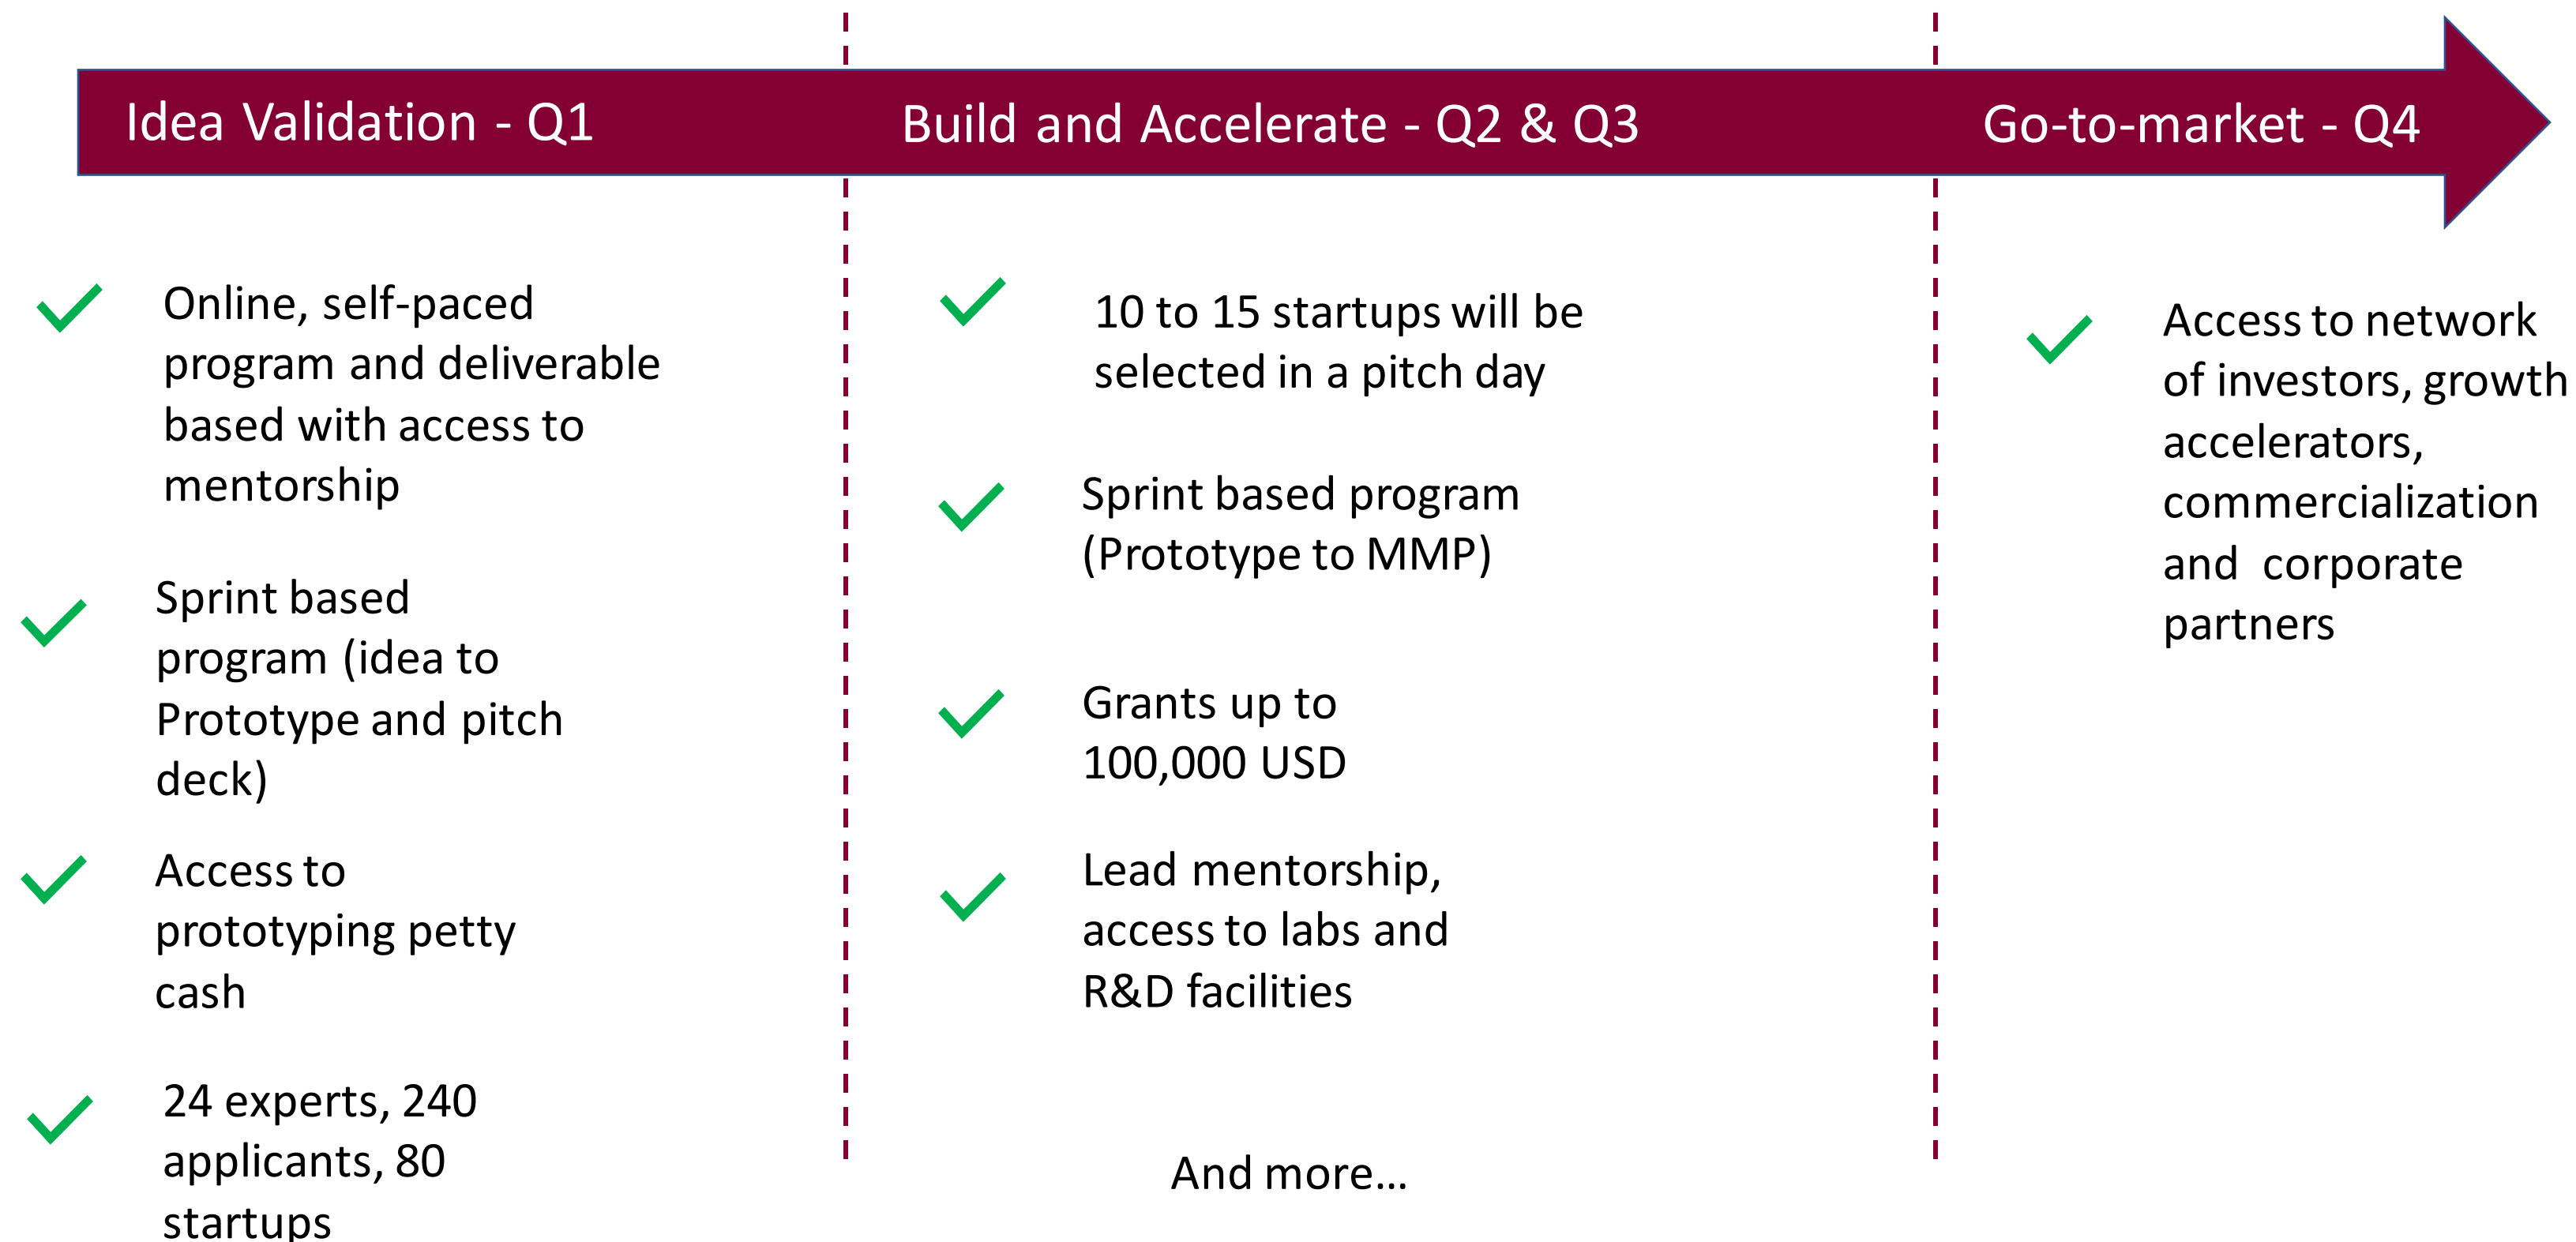 Idea Validation - Q1
Build and Accelerate - Q2 & Q3
Go-to-market - Q4
Online, self-paced
program and deliverable
based with access to
mentorship
Sprint based
program (idea to
Prototype and pitch
deck)
Access to
prototyping petty
cash
24 experts, 240
applicants, 80
startups
10 to 15 startups will be
selected in a pitch day
Sprint based program
(Prototype to MMP)
Grants up to
100,000 USD
Lead mentorship,
access to labs and
R&D facilities
And more...
Access to network
of investors, growth
accelerators,
commercialization
and  corporate
partners